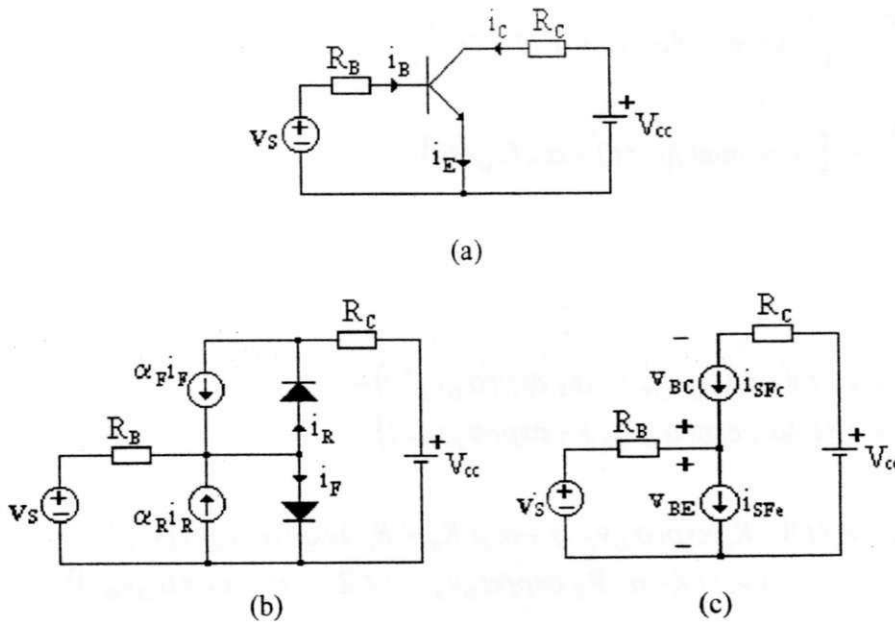 i_C R_C
R_B i_B
v_S + − i_E + V_CC
(a)
R_C
α_F i_F
R_B i_R
+ V_CC
i_F
v_S + − α_R i_R
(b)
R_C
−
v_BC i_SFc
R_B +
+ + V_CC
v_S + − v_BE i_SFe
−
(c)